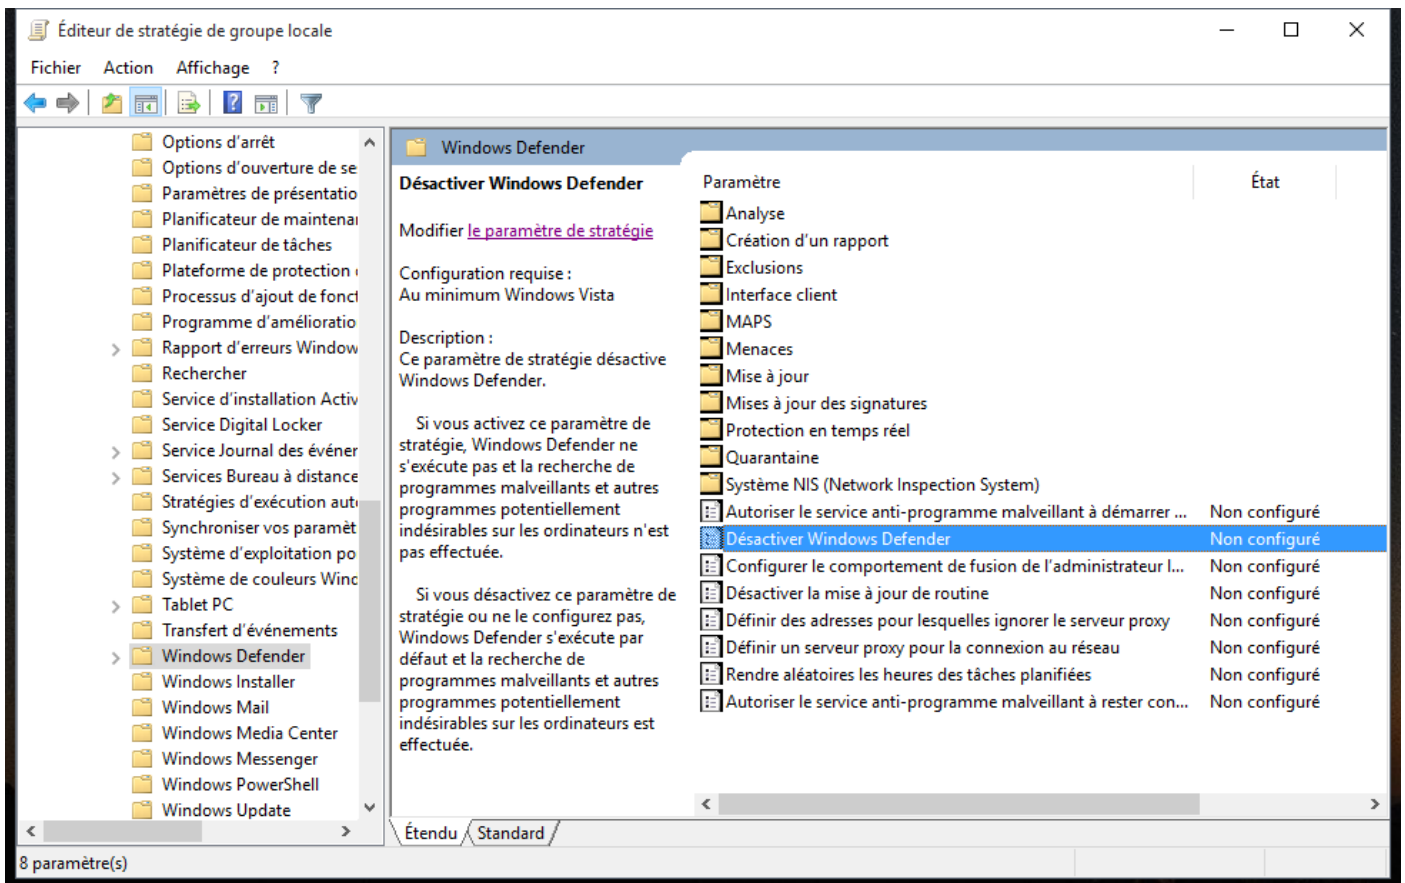 Éditeur de stratégie de groupe locale
Fichier Action Affichage ?
Options d'arrêt
Options d'ouverture de se
Paramètres de présentatio
Planificateur de maintenai
Planificateur de tâches
Plateforme de protection
Processus d'ajout de fonct
Programme d'amélioratio
Rapport d'erreurs Window
Rechercher
Service d'installation Activ
Service Digital Locker
Service Journal des événer
Services Bureau à distance
Stratégies d'exécution aut
Synchroniser vos paramèt
Système d'exploitation po
Système de couleurs Winc
Tablet PC
Transfert d'événements
Windows Defender
Windows Installer
Windows Mail
Windows Media Center
Windows Messenger
Windows PowerShell
Windows Update
Windows Defender
Désactiver Windows Defender
Modifier le paramètre de stratégie
Configuration requise :
Au minimum Windows Vista
Description :
Ce paramètre de stratégie désactive
Windows Defender.
Si vous activez ce paramètre de
stratégie, Windows Defender ne
s'exécute pas et la recherche de
programmes malveillants et autres
programmes potentiellement
indésirables sur les ordinateurs n'est
pas effectuée.
Si vous désactivez ce paramètre de
stratégie ou ne le configurez pas,
Windows Defender s'exécute par
défaut et la recherche de
programmes malveillants et autres
programmes potentiellement
indésirables sur les ordinateurs est
effectuée.
Paramètre État
Analyse
Création d'un rapport
Exclusions
Interface client
MAPS
Menaces
Mise à jour
Mises à jour des signatures
Protection en temps réel
Quarantaine
Système NIS (Network Inspection System)
Autoriser le service anti-programme malveillant à démarrer ... Non configuré
Désactiver Windows Defender Non configuré
Configurer le comportement de fusion de l'administrateur l... Non configuré
Désactiver la mise à jour de routine Non configuré
Définir des adresses pour lesquelles ignorer le serveur proxy Non configuré
Définir un serveur proxy pour la connexion au réseau Non configuré
Rendre aléatoires les heures des tâches planifiées Non configuré
Autoriser le service anti-programme malveillant à rester con... Non configuré
Étendu Standard
8 paramètre(s)